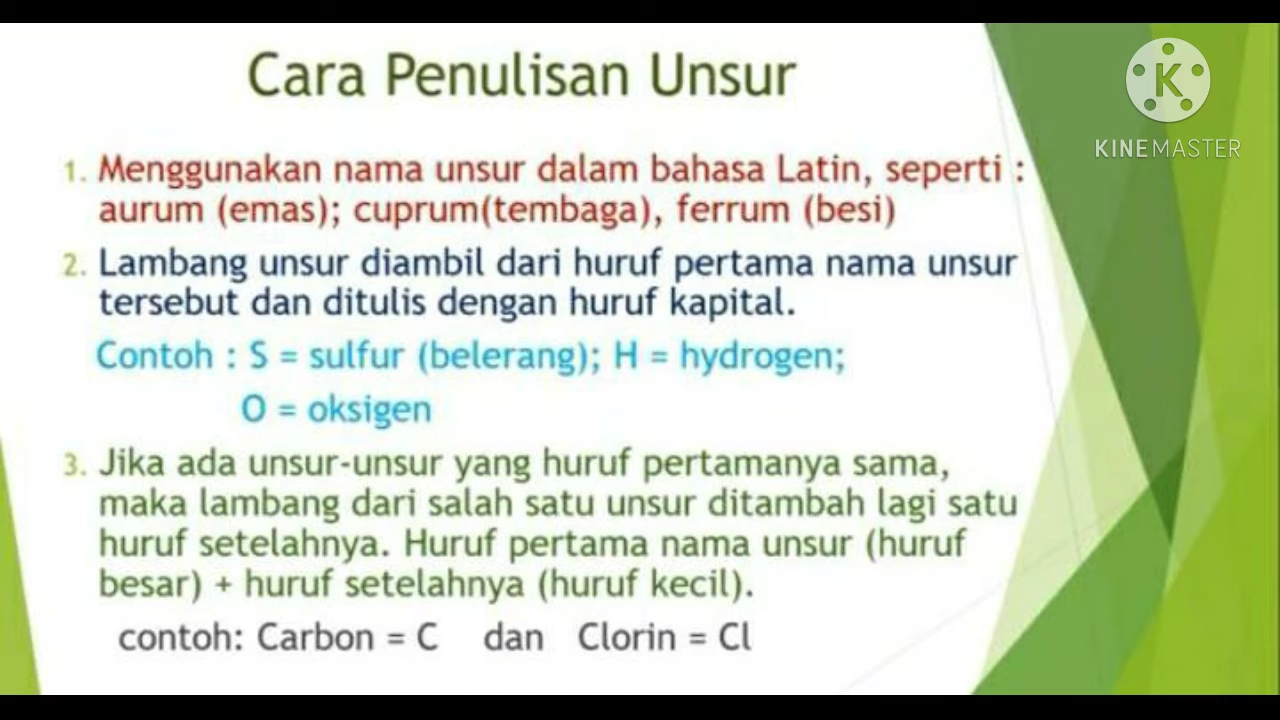 Cara Penulisan Unsur
KINEMASTER
1. Menggunakan nama unsur dalam bahasa Latin, seperti :
aurum (emas); cuprum(tembaga), ferrum (besi)
2. Lambang unsur diambil dari huruf pertama nama unsur
tersebut dan ditulis dengan huruf kapital.
Contoh : S = sulfur (belerang); H = hydrogen;
O = oksigen
3. Jika ada unsur-unsur yang huruf pertamanya sama,
maka lambang dari salah satu unsur ditambah lagi satu
huruf setelahnya. Huruf pertama nama unsur (huruf
besar) + huruf setelahnya (huruf kecil).
contoh: Carbon = C dan Clorin = Cl